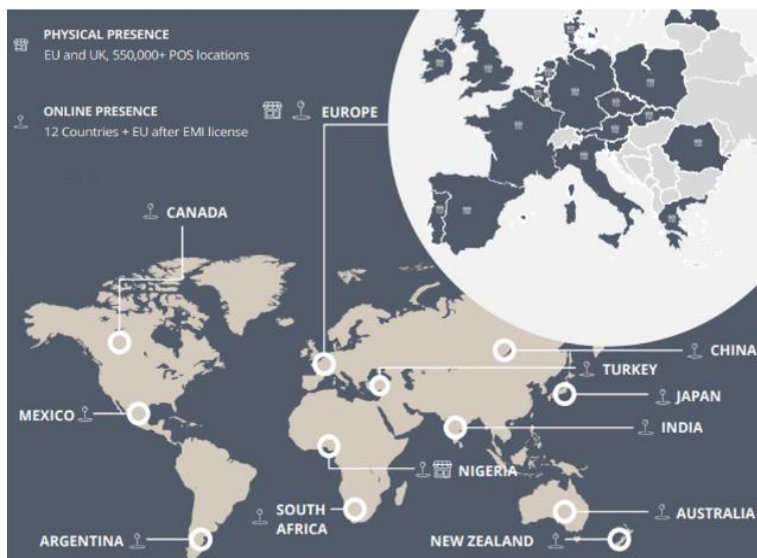 PHYSICAL PRESENCE
EU and UK, 550,000+ POS locations
ONLINE PRESENCE
12 Countries + EU after EMI license
EUROPE
CANADA
CHINA
TURKEY
MEXICO
JAPAN
INDIA
NIGERIA
SOUTH
AFRICA
AUSTRALIA
ARGENTINA
NEW ZEALAND